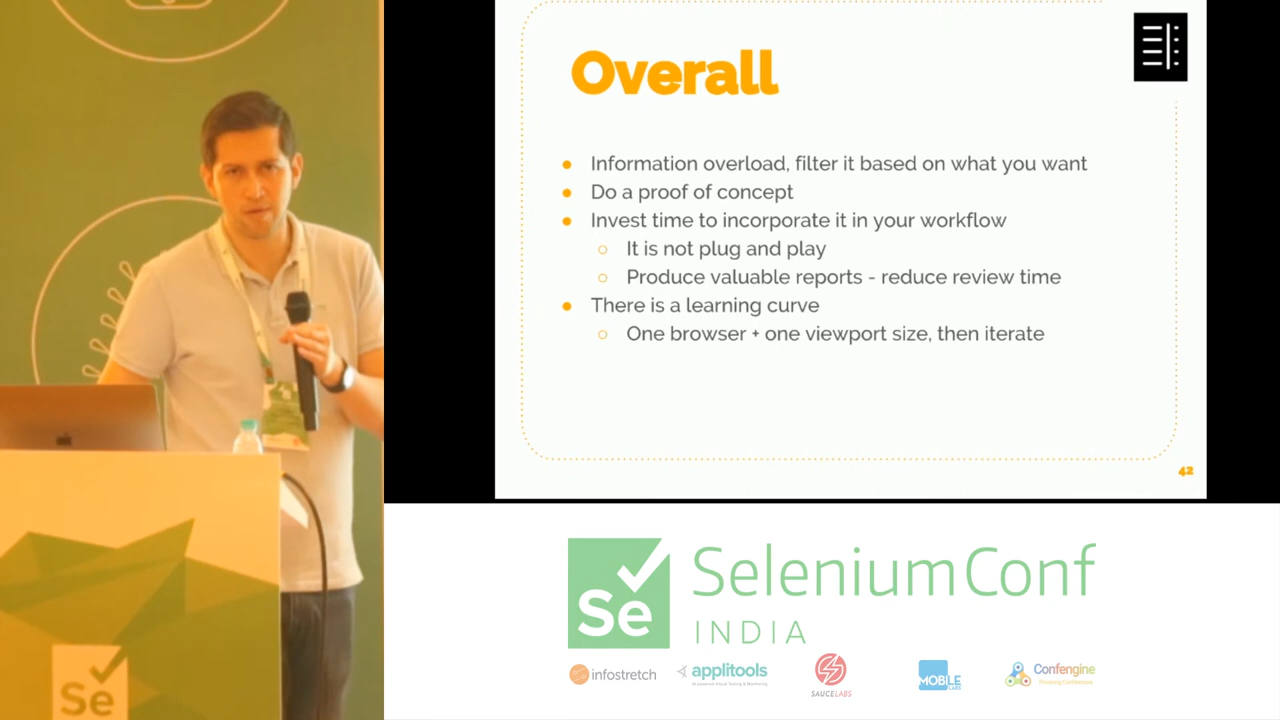 Overall
Information overload, filter it based on what you want
Do a proof of concept
Invest time to incorporate it in your workflow
It is not plug and play
Produce valuable reports - reduce review time
There is a learning curve
One browser + one viewport size, then iterate
42
Se
SeleniumConf
INDIA
infostretch
applitools
SAUCELABS
MOBILE
LABS
Confengine
Se